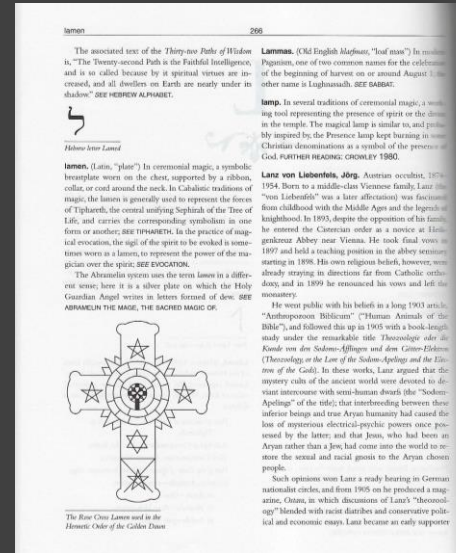 lamen
266
The associated text of the Thirty-two Paths of Wisdom
is, “The Twenty-second Path is the Faithful Intelligence,
and is so called because by it spiritual virtues are in-
creased, and all dwellers on Earth are nearly under its
shadow.” SEE HEBREW ALPHABET.
ל
Hebrew letter Lamed
lamen. (Latin, “plate”) In ceremonial magic, a symbolic
breastplate worn on the chest, supported by a ribbon,
collar, or cord around the neck. In Cabalistic traditions of
magic, the lamen is generally used to represent the forces
of Tiphareth, the central unifying Sephirah of the Tree of
Life, and carries the corresponding symbolism in one
form or another; SEE TIPHARETH. In the practice of mag-
ical evocation, the sigil of the spirit to be evoked is some-
times worn as a lamen, to represent the power of the ma-
gician over the spirit; SEE EVOCATION.
The Abramelin system uses the term lamen in a differ-
ent sense; here it is a silver plate on which the Holy
Guardian Angel writes in letters formed of dew. SEE
ABRAMELIN THE MAGE, THE SACRED MAGIC OF.
The Rose Cross Lamen used in the
Hermetic Order of the Golden Dawn
Lammas. (Old English hlaefmass, “loaf mass”) In
Paganism, one of two common names for the
of the beginning of harvest on or around August 1;
other name is Lughnasadh. SEE SABBAT.
lamp. In several traditions of ceremonial magic, a
ing tool representing the presence of spirit or the
in the temple. The magical lamp is similar to, and
bly inspired by, the Presence lamp kept burning in
Christian denominations as a symbol of the presence
God. FURTHER READING: CROWLEY 1980.
Lanz von Liebenfels, Jörg. Austrian occultist,
1954. Born to a middle-class Viennese family, Lanz
“von Liebenfels” was a later affectation) was
from childhood with the Middle Ages and the legends
knighthood. In 1893, despite the opposition of his family,
he entered the Cistercian order as a novice at
genkreuz Abbey near Vienna. He took final vows
1897 and held a teaching position in the abbey
starting in 1898. His own religious beliefs, however,
already straying in directions far from Catholic ortho-
doxy, and in 1899 he renounced his vows and left the
monastery.
He went public with his beliefs in a long 1903 article,
“Anthropozoon Biblicum” (“Human Animals of the
Bible”), and followed this up in 1905 with a book-length
study under the remarkable title Theozoologie oder die
Kunde von den Sodoms-Äfflingen und dem Götter-Elektron
(Theozoology, or the Lore of the Sodom-Apelings and the Elec-
tron of the Gods). In these works, Lanz argued that the
mystery cults of the ancient world were devoted to de-
viant intercourse with semi-human dwarfs (the “Sodom-
Apelings” of the title); that interbreeding between these
inferior beings and true Aryan humanity had caused the
loss of mysterious electrical-psychic powers once pos-
sessed by the latter; and that Jesus, who had been an
Aryan rather than a Jew, had come into the world to re-
store the sexual and racial gnosis to the Aryan chosen
people.
Such opinions won Lanz a ready hearing in German
nationalist circles, and from 1905 on he produced a mag-
azine, Ostara, in which discussions of Lanz’s “theozool-
ogy” blended with racist diatribes and conservative polit-
ical and economic essays. Lanz became an early supporter